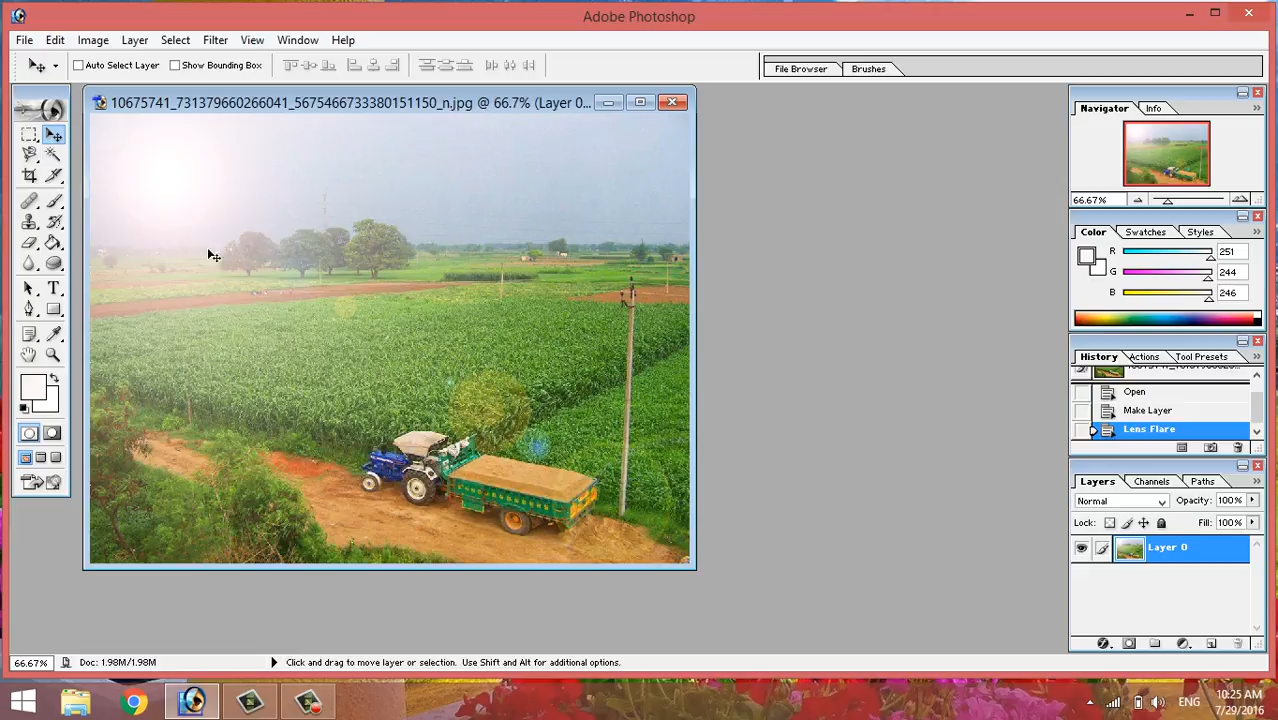 Adobe Photoshop
File Edit Image Layer Select Filter View Window Help
Auto Select Layer Show Bounding Box
File Browser Brushes
10675741_731379660266041_5675466733380151150_n.jpg @ 66.7% (Layer 0...
Navigator Info
66.67%
Color Swatches Styles
R 251
G 244
B 246
History Actions Tool Presets
Open
Make Layer
Lens Flare
Layers Channels Paths
Normal Opacity: 100%
Lock: Fill: 100%
Layer 0
66.67% Doc: 1.98M/1.98M Click and drag to move layer or selection. Use Shift and Alt for additional options.
ENG
10:25 AM
7/29/2016